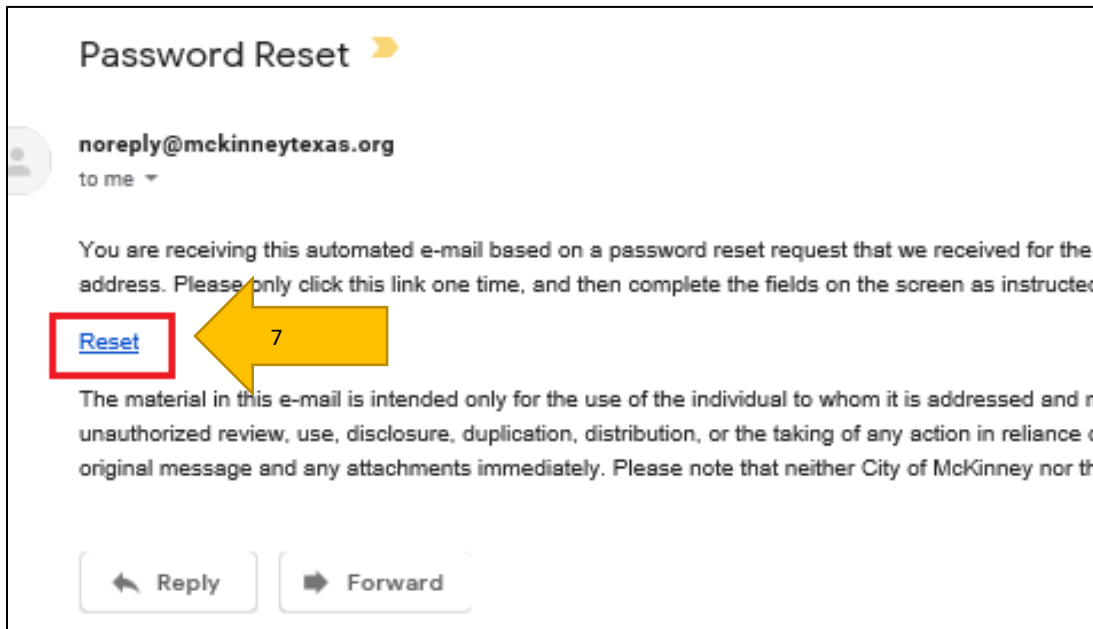 Password Reset
noreply@mckinneytexas.org
to me
You are receiving this automated e-mail based on a password reset request that we received for the
address. Please only click this link one time, and then complete the fields on the screen as instructed
Reset
7
The material in this e-mail is intended only for the use of the individual to whom it is addressed and
unauthorized review, use, disclosure, duplication, distribution, or the taking of any action in reliance
original message and any attachments immediately. Please note that neither City of McKinney nor
Reply
Forward